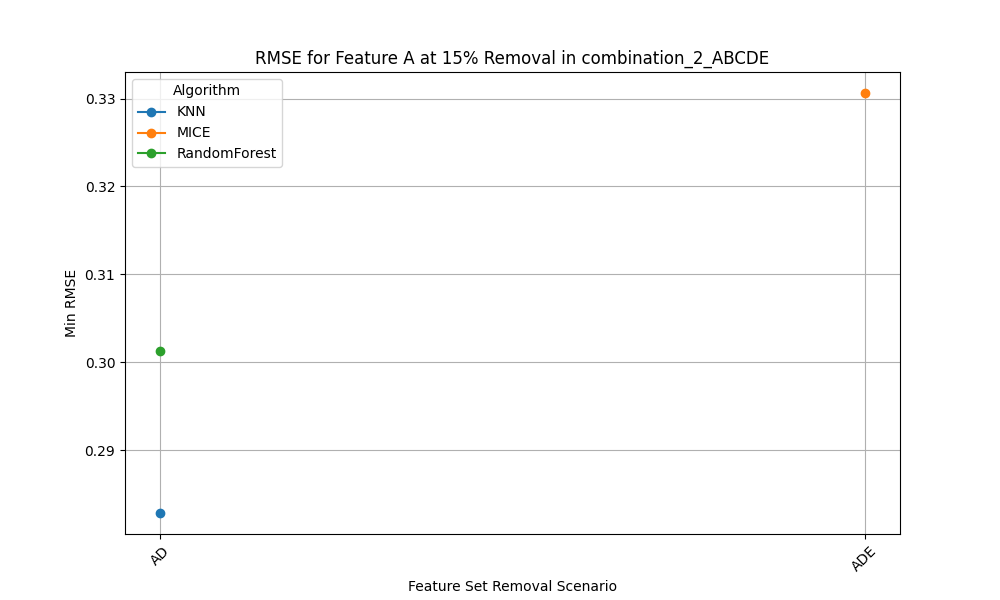 RMSE for Feature A at 15% Removal in combination_2_ABCDE
Algorithm
KNN
MICE
RandomForest
Min RMSE
0.33
0.32
0.31
0.30
0.29
AD
ADE
Feature Set Removal Scenario